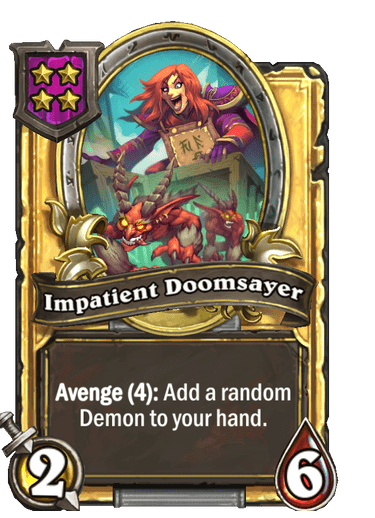 Impatient Doomsayer
Avenge (4): Add a random
Demon to your hand.
2
6